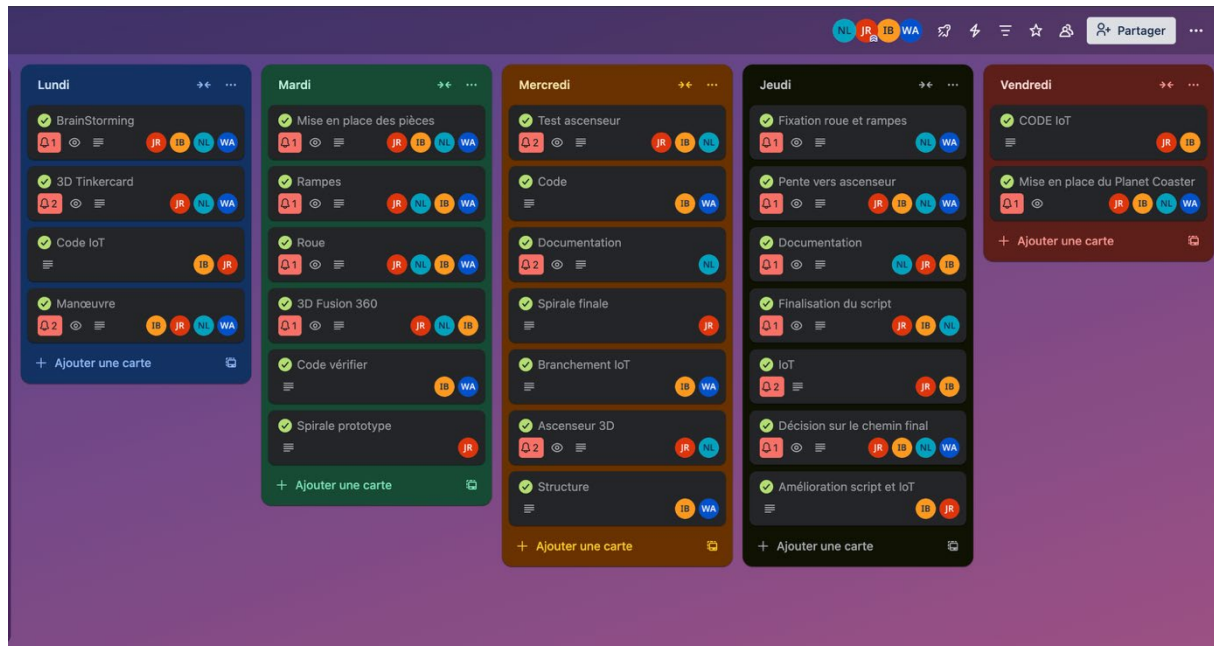 NL JR IB WA Partager
Lundi
BrainStorming
1 JR IB NL WA
3D Tinkercard
2 JR NL WA
Code IoT
IB JR
Manœuvre
2 IB JR NL WA
+ Ajouter une carte
Mardi
Mise en place des pièces
1 JR IB NL WA
Rampes
1 JR NL IB WA
Roue
1 JR NL IB WA
3D Fusion 360
1 JR NL IB
Code vérifier
IB WA
Spirale prototype
JR
+ Ajouter une carte
Mercredi
Test ascenseur
2 JR IB NL
Code
IB WA
Documentation
2 NL
Spirale finale
JR
Branchement IoT
IB WA
Ascenseur 3D
2 JR NL
Structure
IB WA
+ Ajouter une carte
Jeudi
Fixation roue et rampes
1 NL WA
Pente vers ascenseur
1 JR IB NL WA
Documentation
1 NL JR IB
Finalisation du script
1 JR IB NL
IoT
2 JR IB
Décision sur le chemin final
1 JR IB NL WA
Amélioration script et IoT
IB JR
+ Ajouter une carte
Vendredi
CODE IoT
JR IB
Mise en place du Planet Coaster
1 JR IB NL WA
+ Ajouter une carte